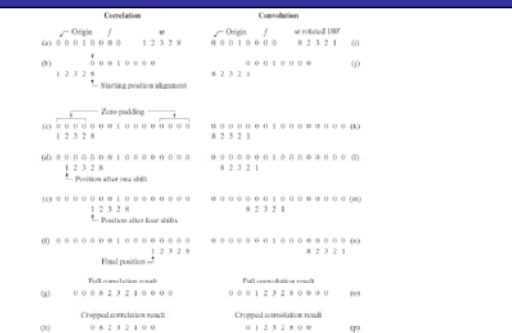 Correlation
Origin f w
(a) 0 0 0 1 0 0 0 0 1 2 3 2 8
(b) 0 0 0 1 0 0 0 0
1 2 3 2 8
Starting position alignment
Zero padding
(c) 0 0 0 0 0 0 0 1 0 0 0 0 0 0 0 0
1 2 3 2 8
(d) 0 0 0 0 0 0 0 1 0 0 0 0 0 0 0 0
1 2 3 2 8
Position after one shift
(e) 0 0 0 0 0 0 0 1 0 0 0 0 0 0 0 0
1 2 3 2 8
Position after four shifts
(f) 0 0 0 0 0 0 0 1 0 0 0 0 0 0 0 0
1 2 3 2 8
Final position
Full correlation result
(g) 0 0 0 8 2 3 2 1 0 0 0 0
Cropped correlation result
(h) 0 8 2 3 2 1 0 0
Convolution
Origin f w rotated 180°
0 0 0 1 0 0 0 0 8 2 3 2 1 (i)
0 0 0 1 0 0 0 0 (j)
8 2 3 2 1
0 0 0 0 0 0 0 1 0 0 0 0 0 0 0 0 (k)
8 2 3 2 1
0 0 0 0 0 0 0 1 0 0 0 0 0 0 0 0 (l)
8 2 3 2 1
0 0 0 0 0 0 0 1 0 0 0 0 0 0 0 0 (m)
8 2 3 2 1
0 0 0 0 0 0 0 1 0 0 0 0 0 0 0 0 (n)
8 2 3 2 1
Full convolution result
0 0 0 1 2 3 2 8 0 0 0 0 (o)
Cropped convolution result
0 1 2 3 2 8 0 0 (p)